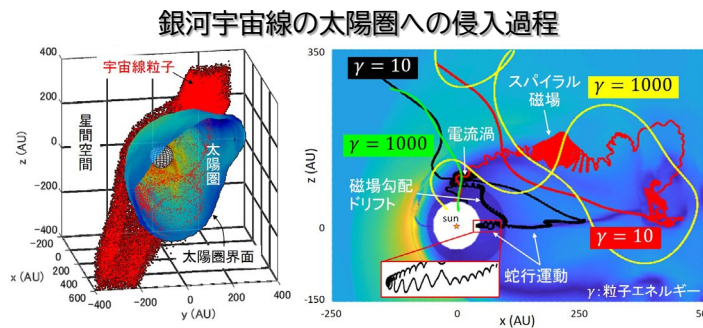 銀河宇宙線の太陽圏への侵入過程
400
200
0
-200
-400
z (AU)
宇宙線粒子
星間空間
太陽圏
太陽圏界面
-400
-200
0
200
400
600
x (AU)
-400
-200
0
200
400
y (AU)
350
0
-150
z (AU)
γ = 10
スパイラル
磁場
γ = 1000
γ = 1000
電流渦
磁場勾配
ドリフト
sun
γ = 10
蛇行運動
γ:粒子エネルギー
-250
0
250
500
x (AU)